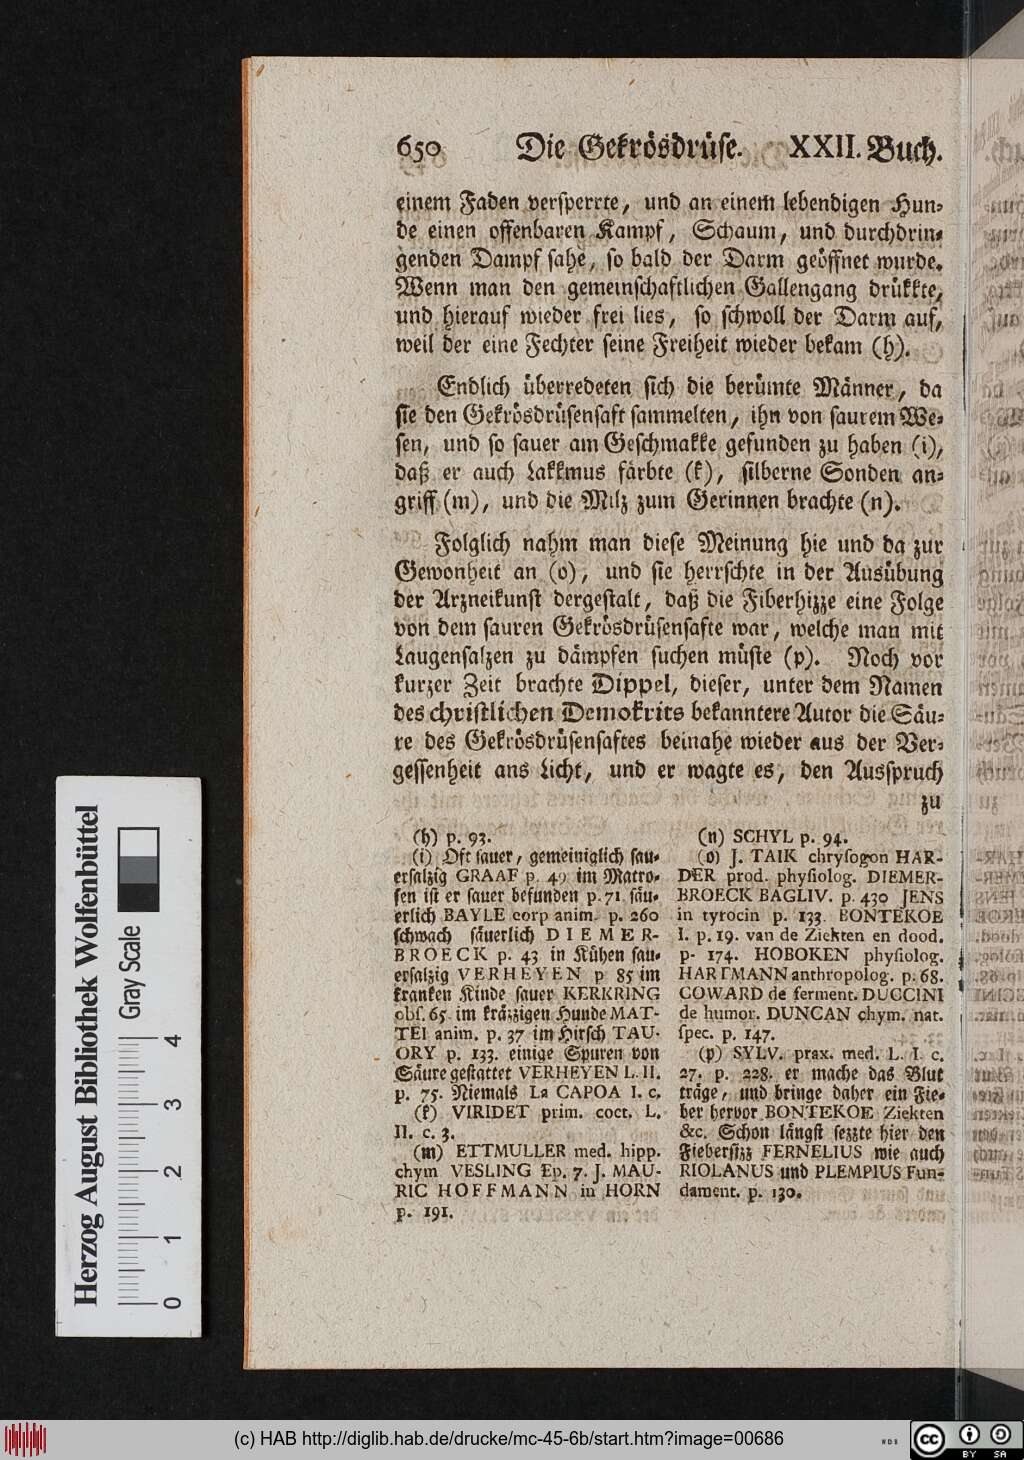 650 Die Gekrösdrüse. XXII. Buch.
einem Faden versperrte, und an einem lebendigen Hun-
de einen offenbaren Kampf, Schaum, und durchdrin-
genden Dampf sahe, so bald der Darm geöffnet wurde.
Wenn man den gemeinschaftlichen Gallengang drükkte,
und hierauf wieder frei lies, so schwoll der Darm auf,
weil der eine Fechter seine Freiheit wieder bekam (h).
Endlich überredeten sich die berümte Männer, da
sie den Gekrösdrüsensaft sammelten, ihn von saurem We-
sen, und so sauer am Geschmakke gefunden zu haben (i),
daß er auch Lakkmus färbte (k), silberne Sonden an-
griff (m), und die Milz zum Gerinnen brachte (n).
Folglich nahm man diese Meinung hie und da zur
Gewonheit an (o), und sie herrschte in der Ausübung
der Arzneikunst dergestalt, daß die Fiberhizze eine Folge
von dem sauren Gekrösdrüsensafte war, welche man mit
Laugensalzen zu dämpfen suchen müste (p). Noch vor
kurzer Zeit brachte Dippel, dieser, unter dem Namen
des christlichen Demokrits bekanntere Autor die Säu-
re des Gekrösdrüsensaftes beinahe wieder aus der Ver-
gessenheit ans Licht, und er wagte es, den Ausspruch
zu
(h) p. 93.
(i) Oft sauer, gemeiniglich sau-
ersalzig GRAAF p. 49 im Matro-
sen ist er sauer befunden p. 71 säu-
erlich BAYLE corp anim. p. 260
schwach säuerlich DIEMER-
BROECK p. 43 in Kühen sau-
ersalzig VERHEYEN p 85 im
kranken Kinde sauer KERKRING
obs. 65. im kräzzigen Hunde MAT-
TEI anim. p. 37 im Hirsch TAU-
ORY p. 133. einige Spuren von
Säure gestattet VERHEYEN L. II.
p. 75. Niemals La CAPOA I. c.
(k) VIRIDET prim. coct. L.
II. c. 3.
(m) ETTMULLER med. hipp.
chym VESLING Ep. 7. J. MAU-
RIC HOFFMANN in HORN
p. 191.
(n) SCHYL p. 94.
(o) J. TAIK chrysogon HAR-
DER prod. physiolog. DIEMER-
BROECK BAGLIV. p. 430 JENS
in tyrocin p. 133. BONTEKOE
I. p. 19. van de Ziekten en dood.
p. 174. HOBOKEN physiolog.
HARTMANN anthropolog. p. 68.
COWARD de ferment. DUCCINI
de humor. DUNCAN chym. nat.
spec. p. 147.
(p) SYLV. prax. med. L. I. c.
27. p. 228. er mache das Blut
träge, und bringe daher ein Fie-
ber hervor BONTEKOE Ziekten
&c. Schon längst sezzte hier den
Fiebersizz FERNELIUS wie auch
RIOLANUS und PLEMPIUS Fun-
dament. p. 130.
Herzog August Bibliothek Wolfenbüttel
Gray Scale
0 1 2 3 4
(c) HAB http://diglib.hab.de/drucke/mc-45-6b/start.htm?image=00686
cc BY SA